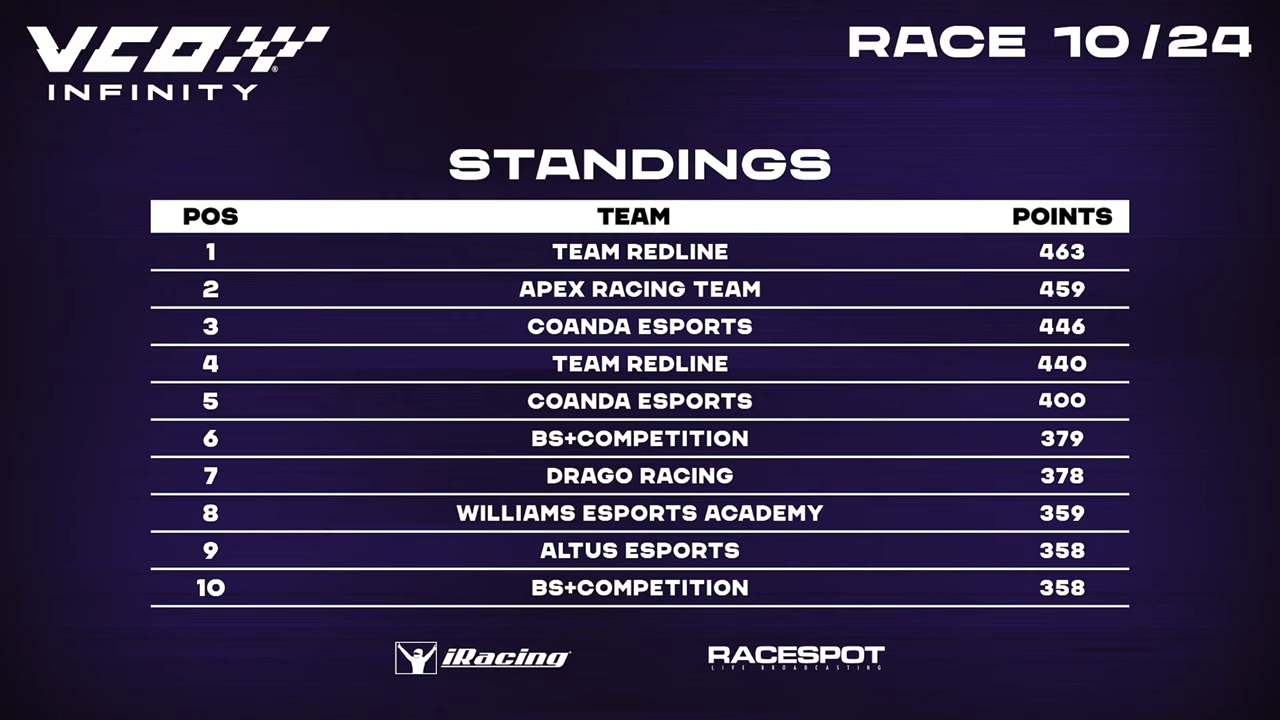 VCO
INFINITY
RACE 10/24
STANDINGS
POS TEAM POINTS
1 TEAM REDLINE 463
2 APEX RACING TEAM 459
3 COANDA ESPORTS 446
4 TEAM REDLINE 440
5 COANDA ESPORTS 400
6 BS+COMPETITION 379
7 DRAGO RACING 378
8 WILLIAMS ESPORTS ACADEMY 359
9 ALTUS ESPORTS 358
10 BS+COMPETITION 358
iRacing
RACESPOT
LIVE BROADCASTING